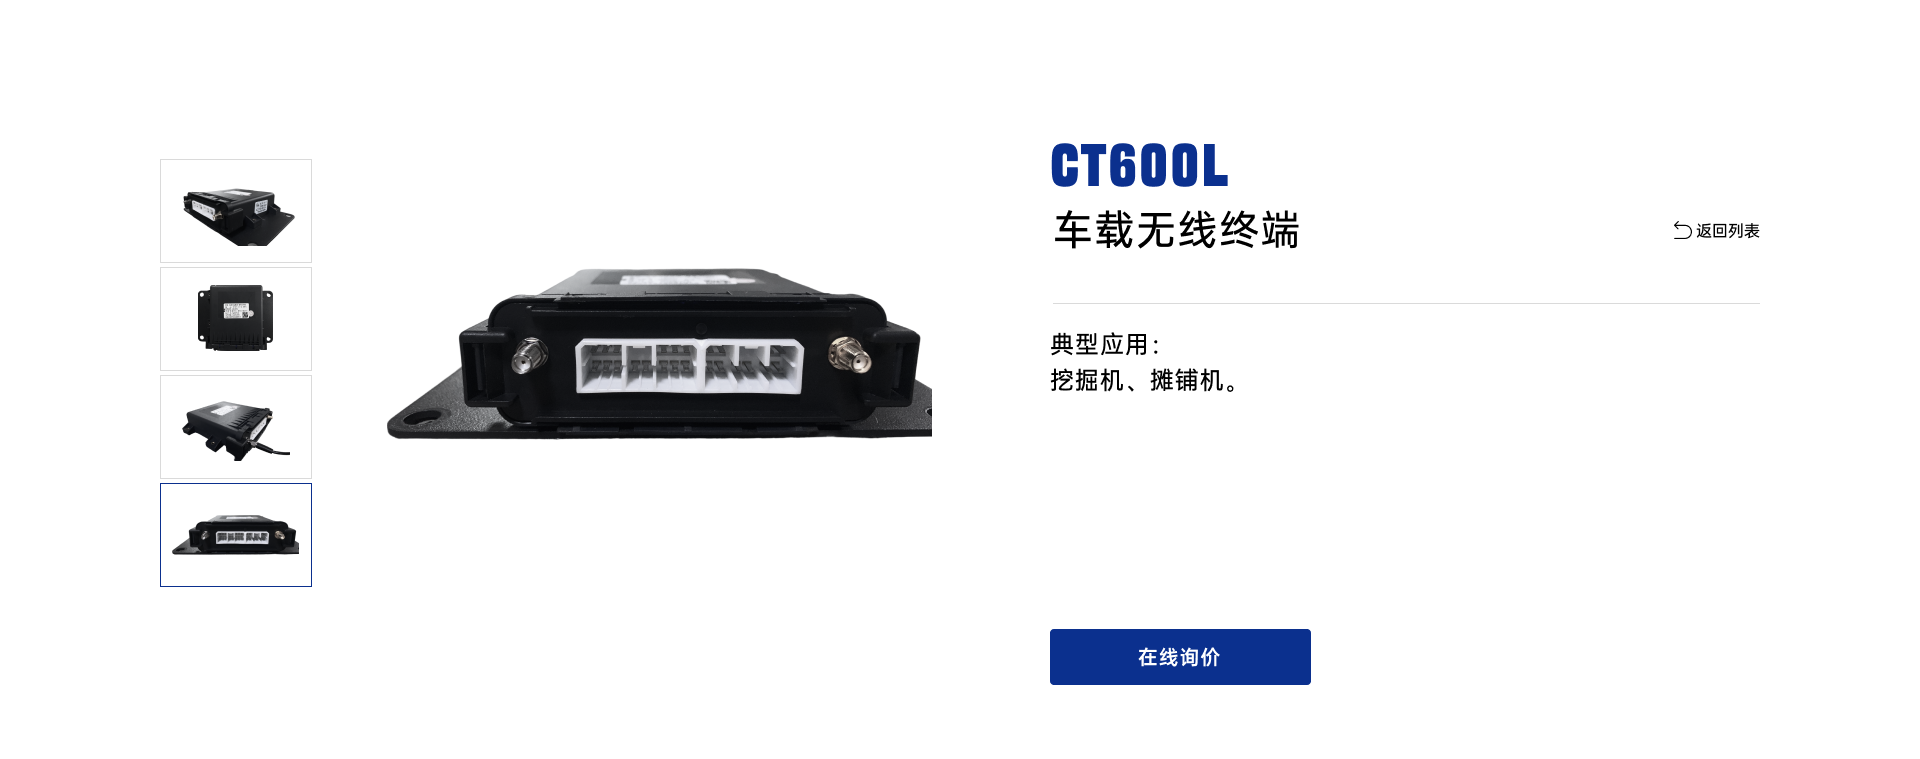 CT600L
车载无线终端
返回列表
典型应用：
挖掘机、摊铺机。
在线询价